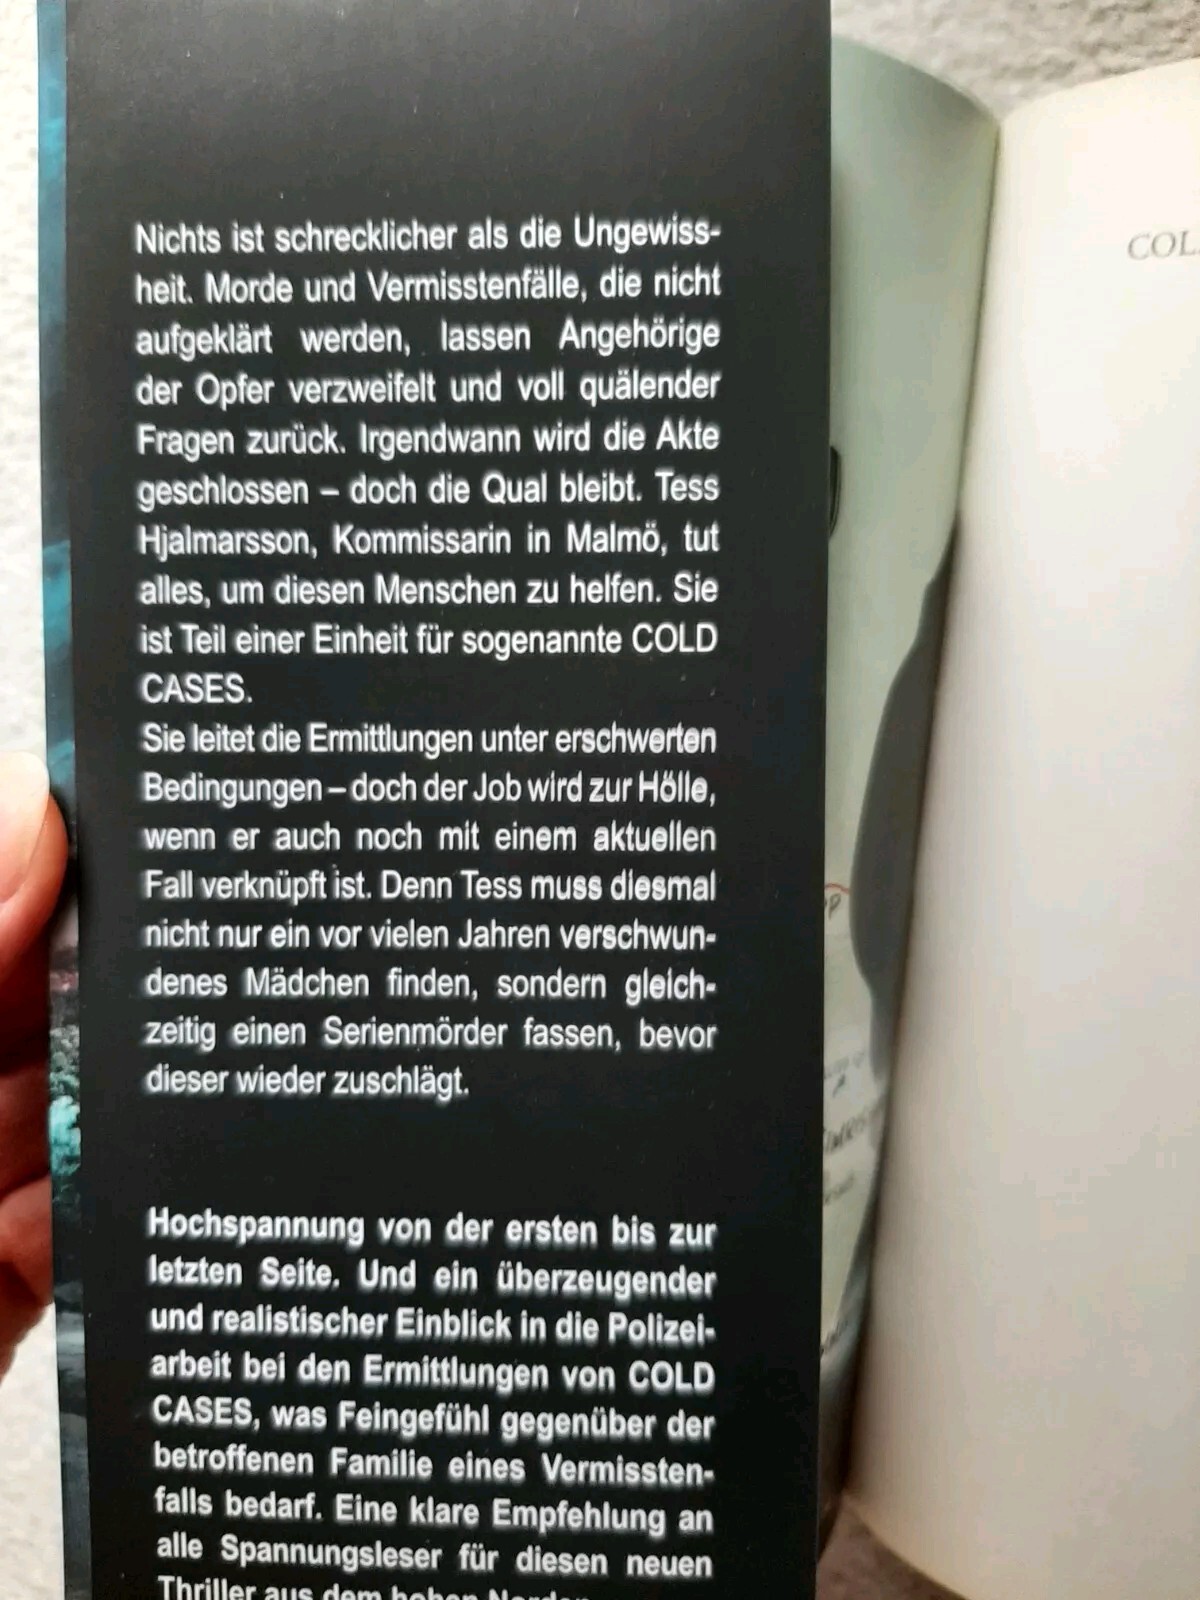 Nichts ist schrecklicher als die Ungewiss-
heit. Morde und Vermisstenfälle, die nicht
aufgeklärt werden, lassen Angehörige
der Opfer verzweifelt und voll quälender
Fragen zurück. Irgendwann wird die Akte
geschlossen – doch die Qual bleibt. Tess
Hjalmarsson, Kommissarin in Malmö, tut
alles, um diesen Menschen zu helfen. Sie
ist Teil einer Einheit für sogenannte COLD
CASES.
Sie leitet die Ermittlungen unter erschwerten
Bedingungen – doch der Job wird zur Hölle,
wenn er auch noch mit einem aktuellen
Fall verknüpft ist. Denn Tess muss diesmal
nicht nur ein vor vielen Jahren verschwun-
denes Mädchen finden, sondern gleich-
zeitig einen Serienmörder fassen, bevor
dieser wieder zuschlägt.
Hochspannung von der ersten bis zur
letzten Seite. Und ein überzeugender
und realistischer Einblick in die Polizei-
arbeit bei den Ermittlungen von COLD
CASES, was Feingefühl gegenüber der
betroffenen Familie eines Vermissten-
falls bedarf. Eine klare Empfehlung an
alle Spannungsleser für diesen neuen
Thriller aus dem hohen Norden.
COL